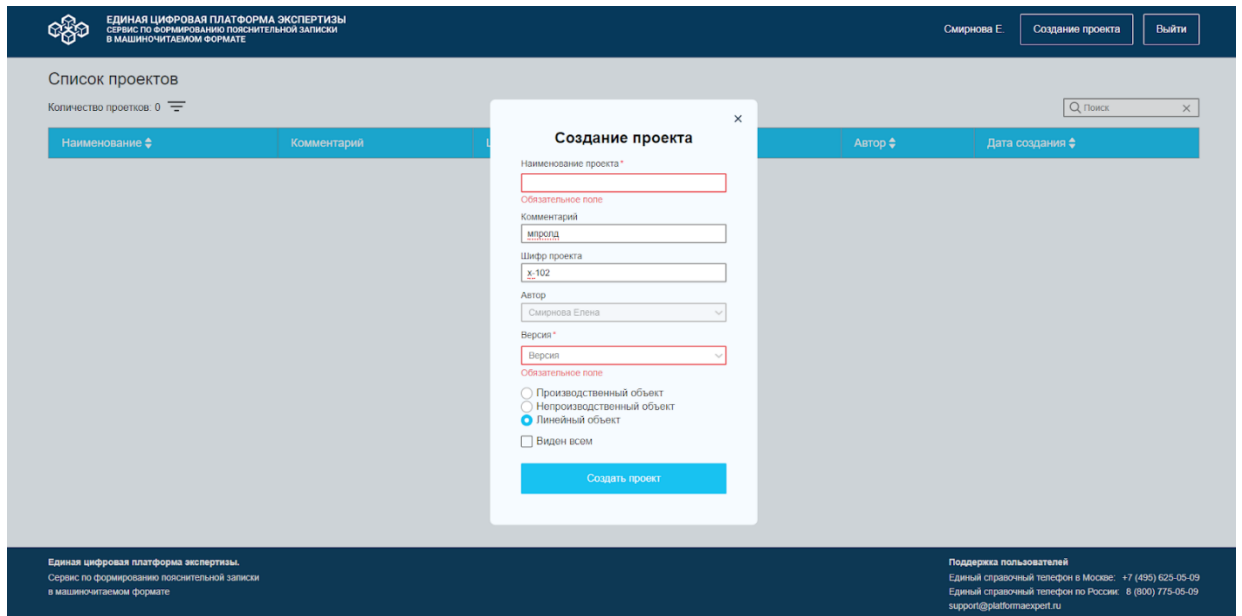 ЕДИНАЯ ЦИФРОВАЯ ПЛАТФОРМА ЭКСПЕРТИЗЫ
СЕРВИС ПО ФОРМИРОВАНИЮ ПОЯСНИТЕЛЬНОЙ ЗАПИСКИ
В МАШИНОЧИТАЕМОМ ФОРМАТЕ
Смирнова Е.
Создание проекта
Выйти
Список проектов
Количество проетков: 0
Поиск
Наименование
Комментарий
Автор
Дата создания
Создание проекта
Наименование проекта*
Обязательное поле
Комментарий
мпролд
Шифр проекта
х-102
Автор
Смирнова Елена
Версия*
Версия
Обязательное поле
Производственный объект
Непроизводственный объект
Линейный объект
Виден всем
Создать проект
Единая цифровая платформа экспертизы.
Сервис по формированию пояснительной записки
в машиночитаемом формате
Поддержка пользователей
Единый справочный телефон в Москве: +7 (495) 625-05-09
Единый справочный телефон по России: 8 (800) 775-05-09
support@platformaexpert.ru